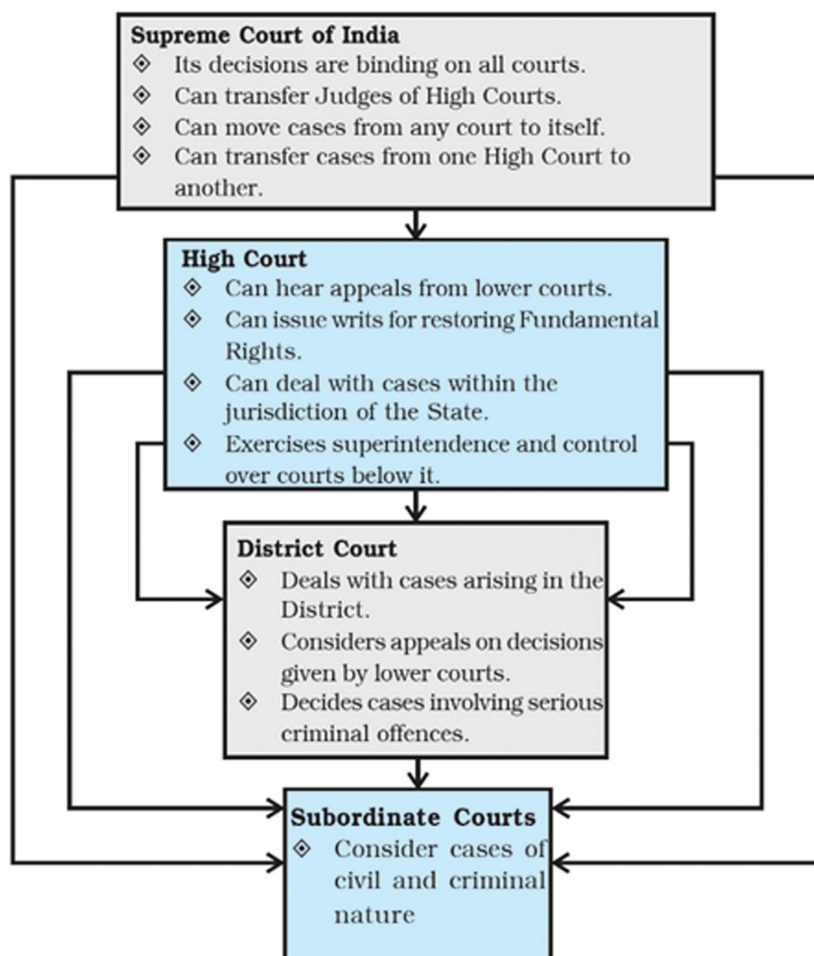 Supreme Court of India
◈ Its decisions are binding on all courts.
◈ Can transfer Judges of High Courts.
◈ Can move cases from any court to itself.
◈ Can transfer cases from one High Court to
another.
High Court
◈ Can hear appeals from lower courts.
◈ Can issue writs for restoring Fundamental
Rights.
◈ Can deal with cases within the
jurisdiction of the State.
◈ Exercises superintendence and control
over courts below it.
District Court
◈ Deals with cases arising in the
District.
◈ Considers appeals on decisions
given by lower courts.
◈ Decides cases involving serious
criminal offences.
Subordinate Courts
◈ Consider cases of
civil and criminal
nature